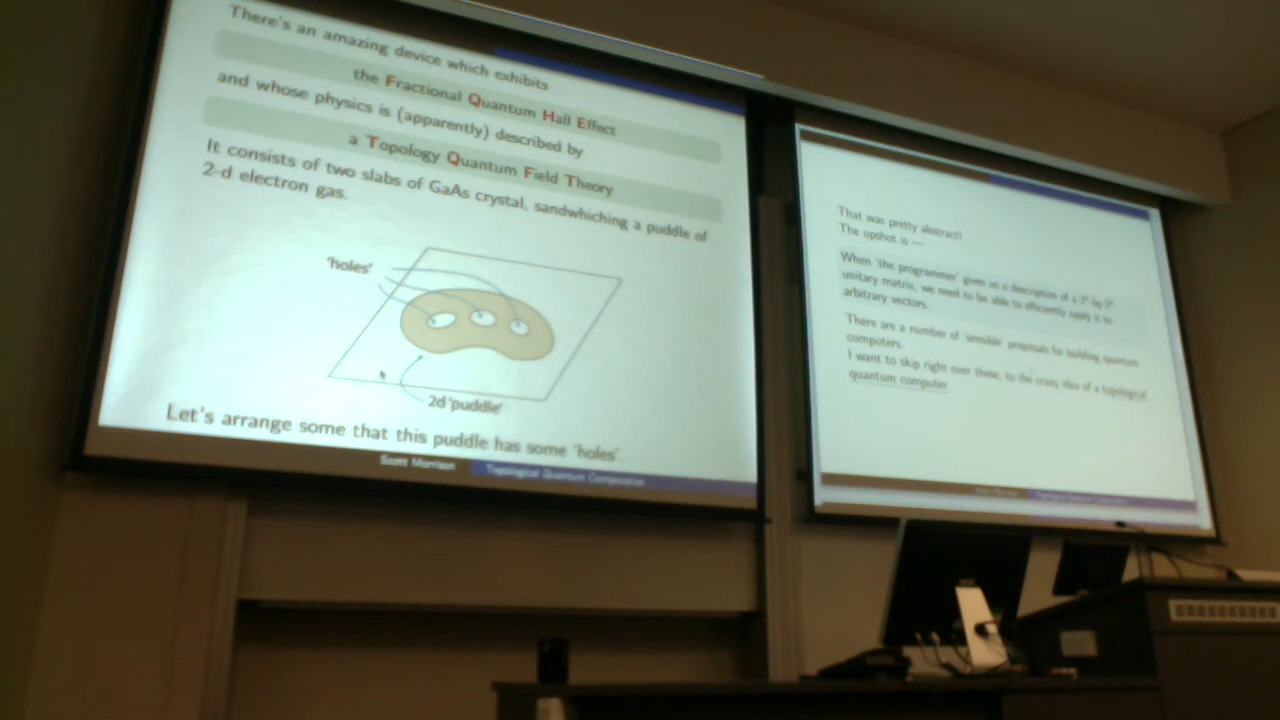 There's an amazing device which exhibits
the Fractional Quantum Hall Effect
and whose physics is (apparently) described by
a Topology Quantum Field Theory
It consists of two slabs of GaAs crystal, sandwhiching a puddle of
2-d electron gas.
'holes'
2d 'puddle'
Let's arrange some that this puddle has some 'holes'.
Scott Morrison Topological Quantum Computation
That was pretty abstract!
The upshot is —
When 'the programmer' gives us a description of a 2ⁿ-by-2ⁿ
unitary matrix, we need to be able to efficiently apply it to
arbitrary vectors.
There are a number of 'sensible' proposals for building quantum
computers.
I want to skip right over these, to the crazy idea of a topological
quantum computer